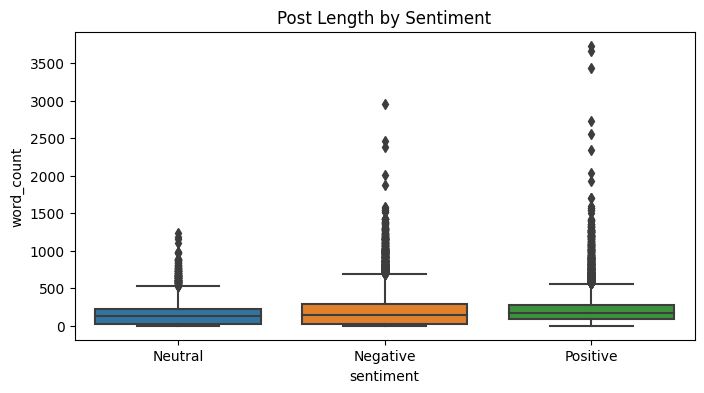 Post Length by Sentiment
3500
3000
2500
2000
1500
1000
500
0
word_count
Neutral
Negative
Positive
sentiment